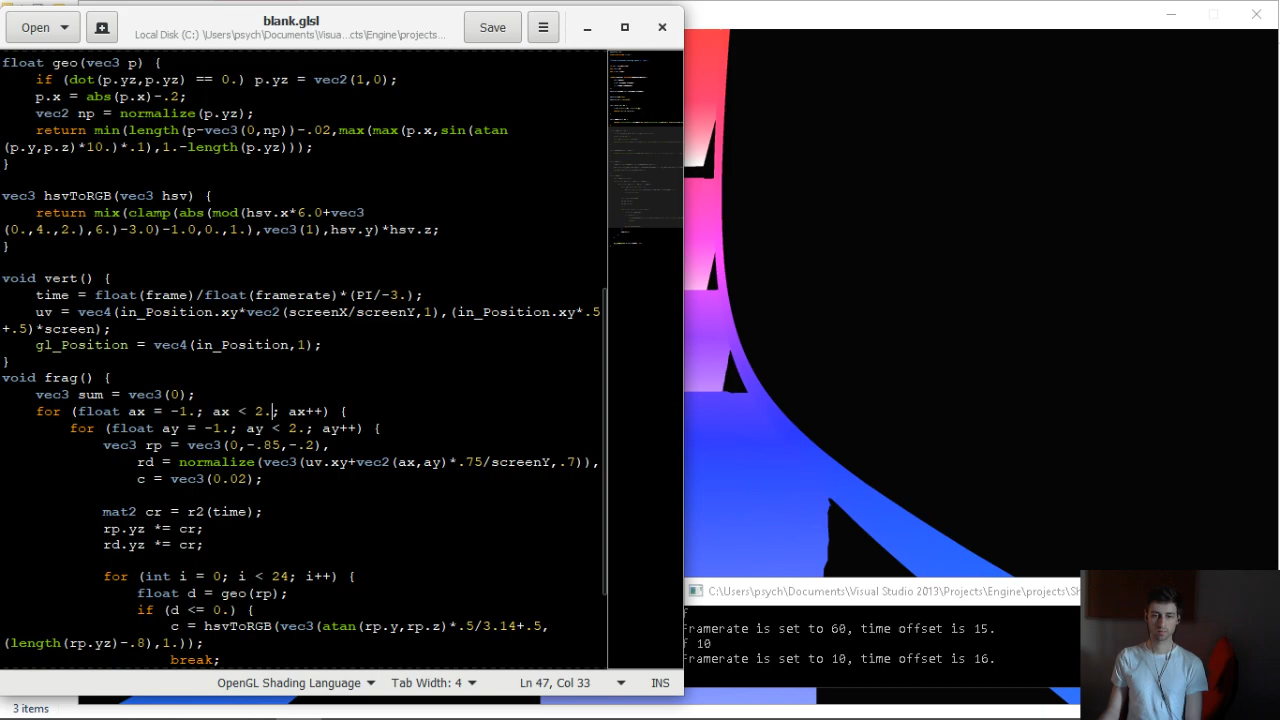 Open
blank.glsl
Local Disk (C:) \Users\psych\Documents\Visua...cts\Engine\projects...
Save
float geo(vec3 p) {
if (dot(p.yz,p.yz) == 0.) p.yz = vec2(1,0);
p.x = abs(p.x)-.2;
vec2 np = normalize(p.yz);
return min(length(p-vec3(0,np))-.02,max(max(p.x,sin(atan
(p.y,p.z)*10.)*.1),1.-length(p.yz)));
}
vec3 hsvToRGB(vec3 hsv) {
return mix(clamp(abs(mod(hsv.x*6.0+vec3
(0.,4.,2.),6.)-3.0)-1.0,0.,1.),vec3(1),hsv.y)*hsv.z;
}
void vert() {
time = float(frame)/float(framerate)*(PI/-3.);
uv = vec4(in_Position.xy*vec2(screenX/screenY,1),(in_Position.xy*.5
+.5)*screen);
gl_Position = vec4(in_Position,1);
}
void frag() {
vec3 sum = vec3(0);
for (float ax = -1.; ax < 2.; ax++) {
for (float ay = -1.; ay < 2.; ay++) {
vec3 rp = vec3(0,-.85,-.2),
rd = normalize(vec3(uv.xy+vec2(ax,ay)*.75/screenY,.7)),
c = vec3(0.02);
mat2 cr = r2(time);
rp.yz *= cr;
rd.yz *= cr;
for (int i = 0; i < 24; i++) {
float d = geo(rp);
if (d <= 0.) {
c = hsvToRGB(vec3(atan(rp.y,rp.z)*.5/3.14+.5,
(length(rp.yz)-.8),1.));
break;
OpenGL Shading Language
Tab Width: 4
Ln 47, Col 33
INS
3 items
C:\Users\psych\Documents\Visual Studio 2013\Projects\Engine\projects\Sh
f
Framerate is set to 60, time offset is 15.
f 10
Framerate is set to 10, time offset is 16.